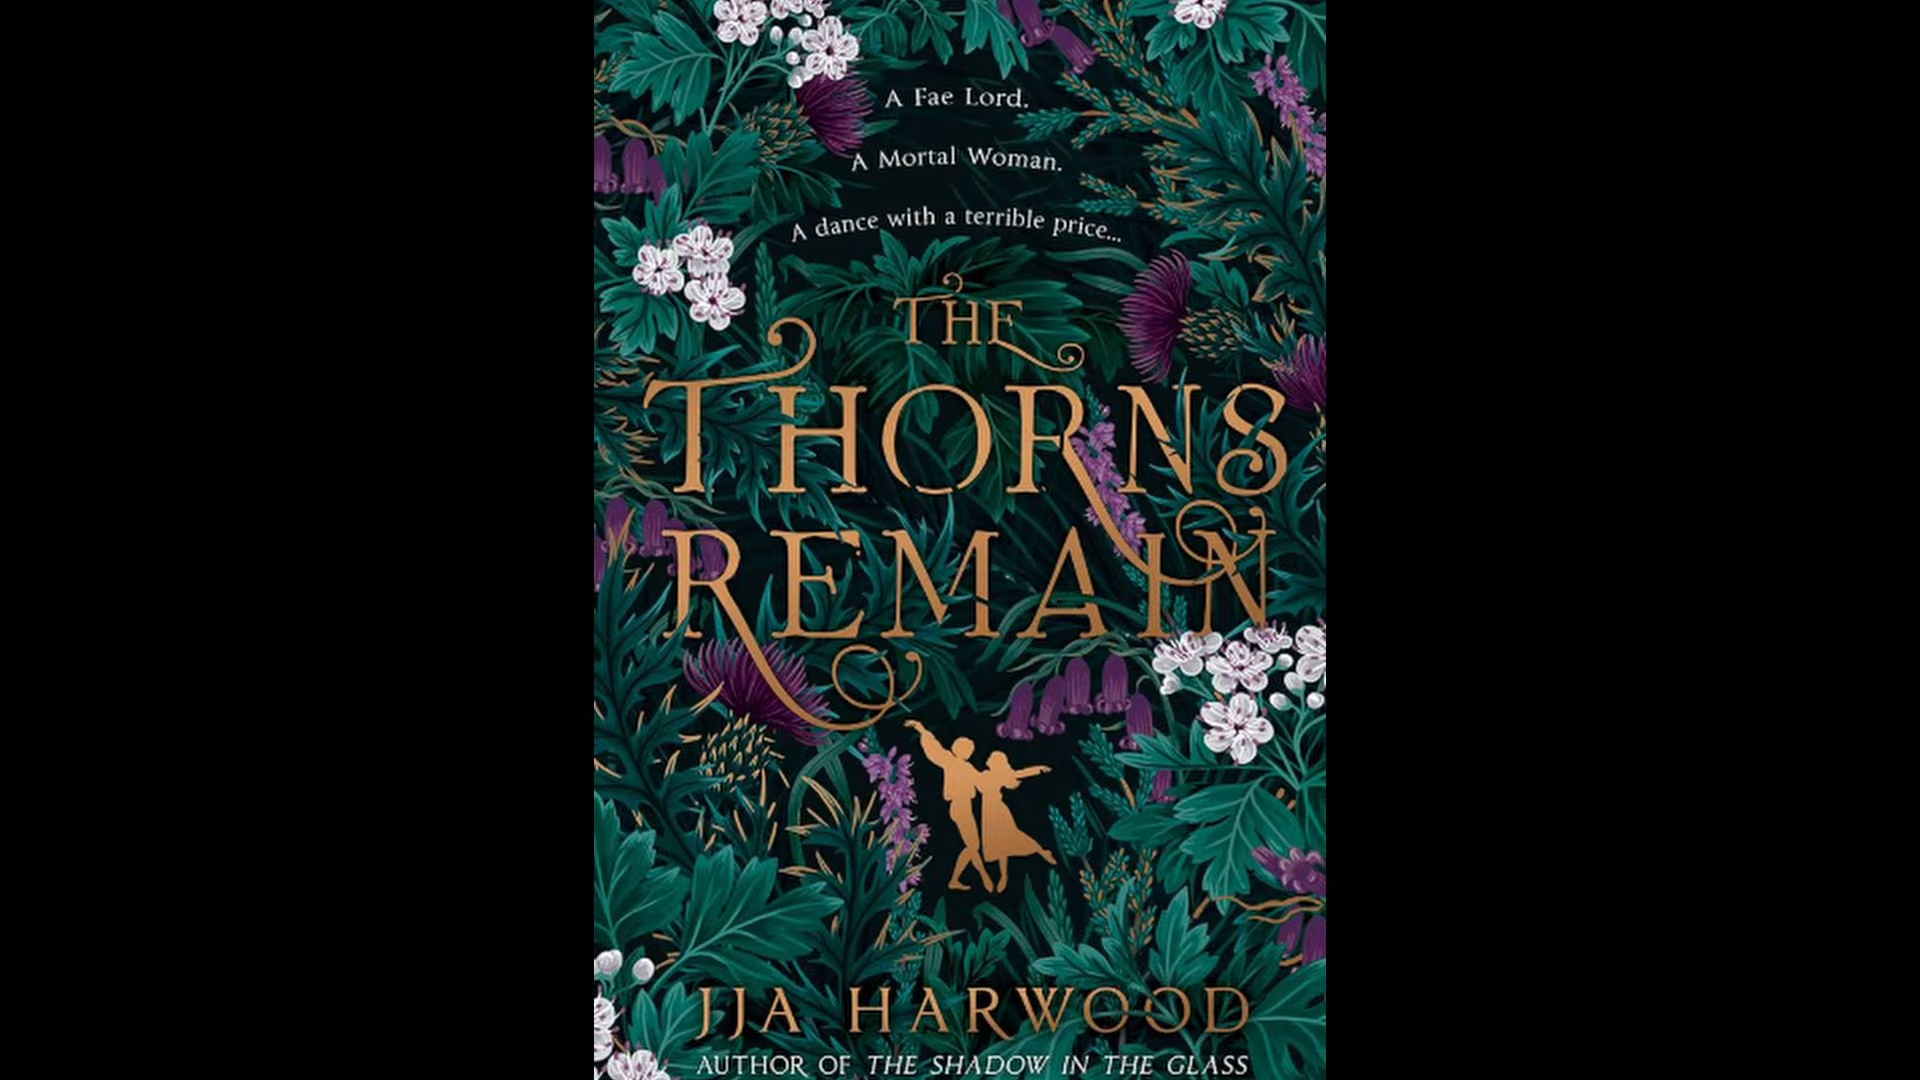 A Fae Lord.
A Mortal Woman.
A dance with a terrible price...
THE
THORNS
REMAIN
JJA HARWOOD
AUTHOR OF THE SHADOW IN THE GLASS